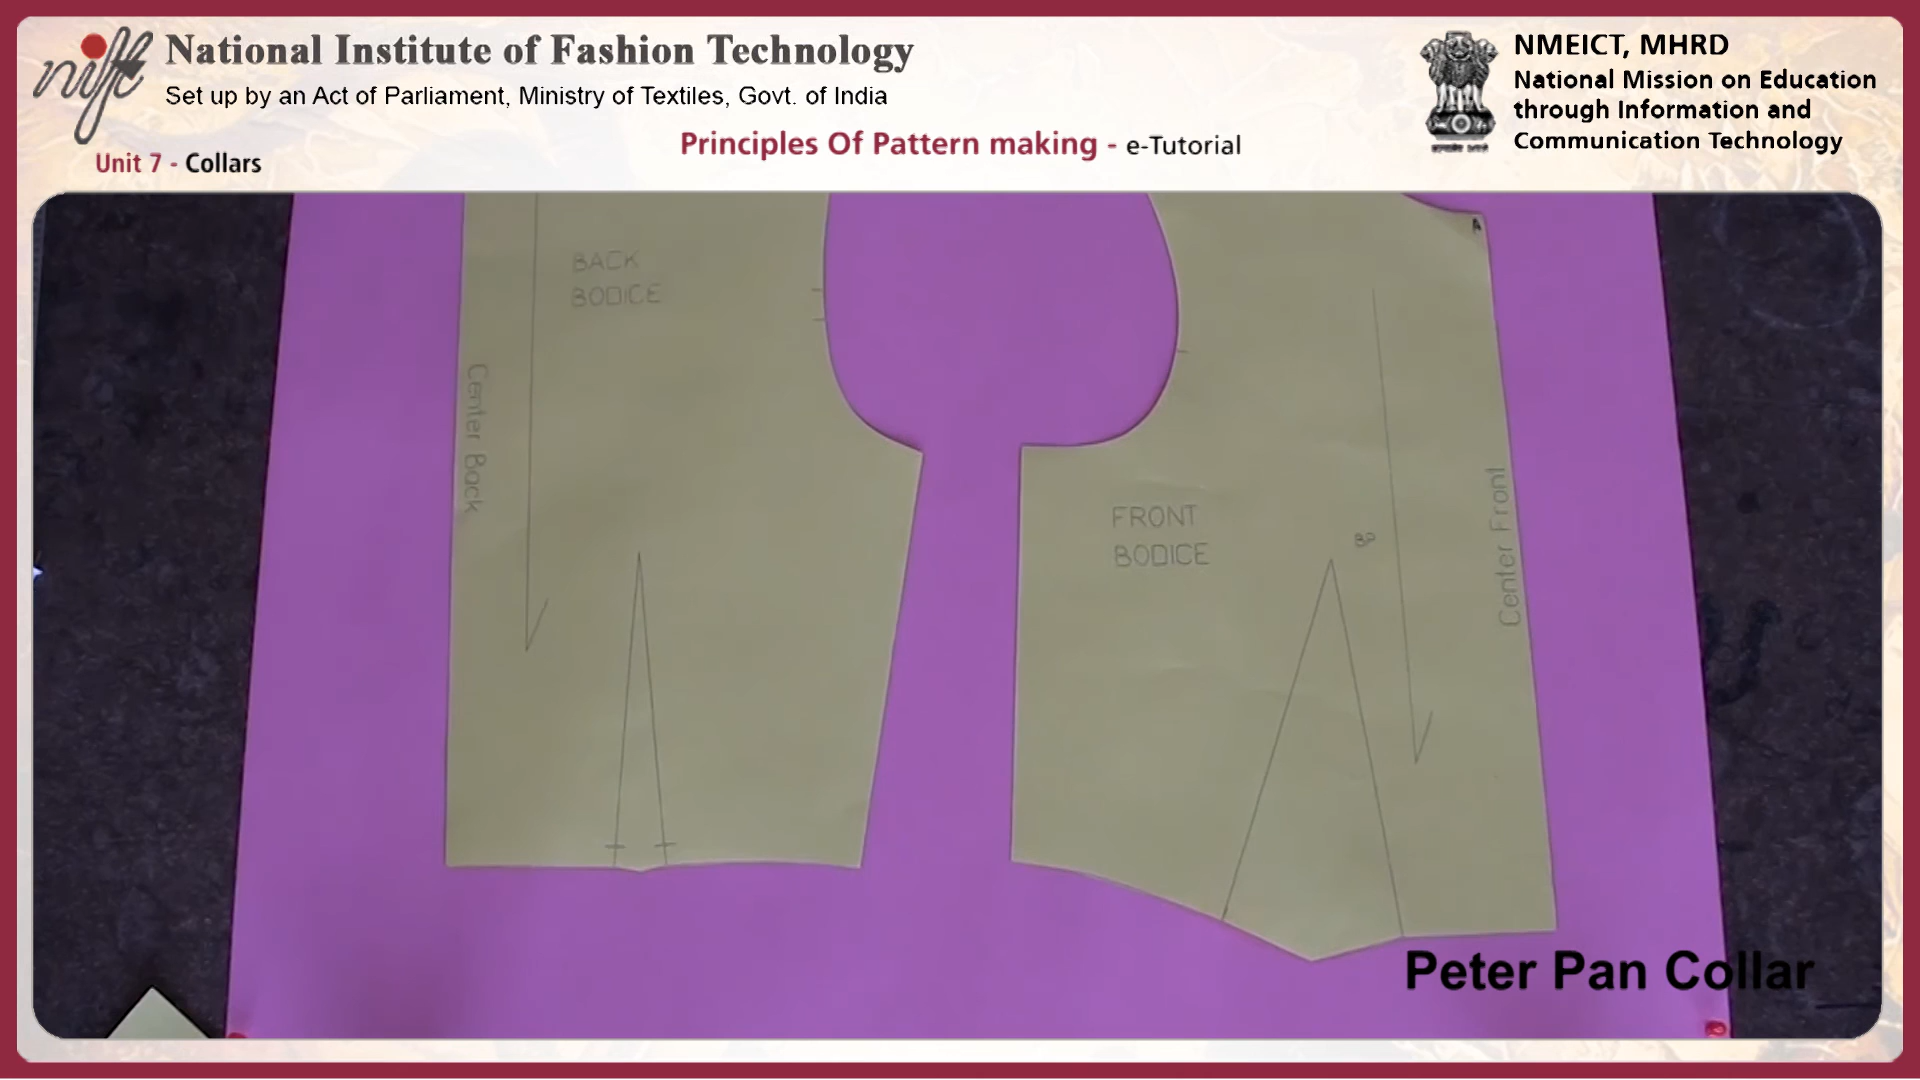 nift
National Institute of Fashion Technology
Set up by an Act of Parliament, Ministry of Textiles, Govt. of India
NMEICT, MHRD
National Mission on Education
through Information and
Communication Technology
Principles Of Pattern making - e-Tutorial
Unit 7 - Collars
A
BACK
BODICE
Center Back
FRONT
BODICE
BP
Center Front
Peter Pan Collar